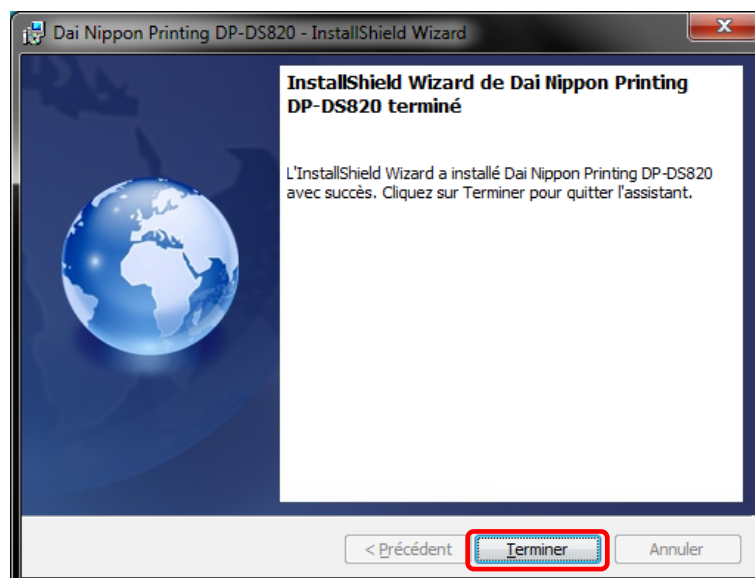 Dai Nippon Printing DP-DS820 - InstallShield Wizard
InstallShield Wizard de Dai Nippon Printing
DP-DS820 terminé
L'InstallShield Wizard a installé Dai Nippon Printing DP-DS820
avec succès. Cliquez sur Terminer pour quitter l'assistant.
< Précédent Terminer Annuler